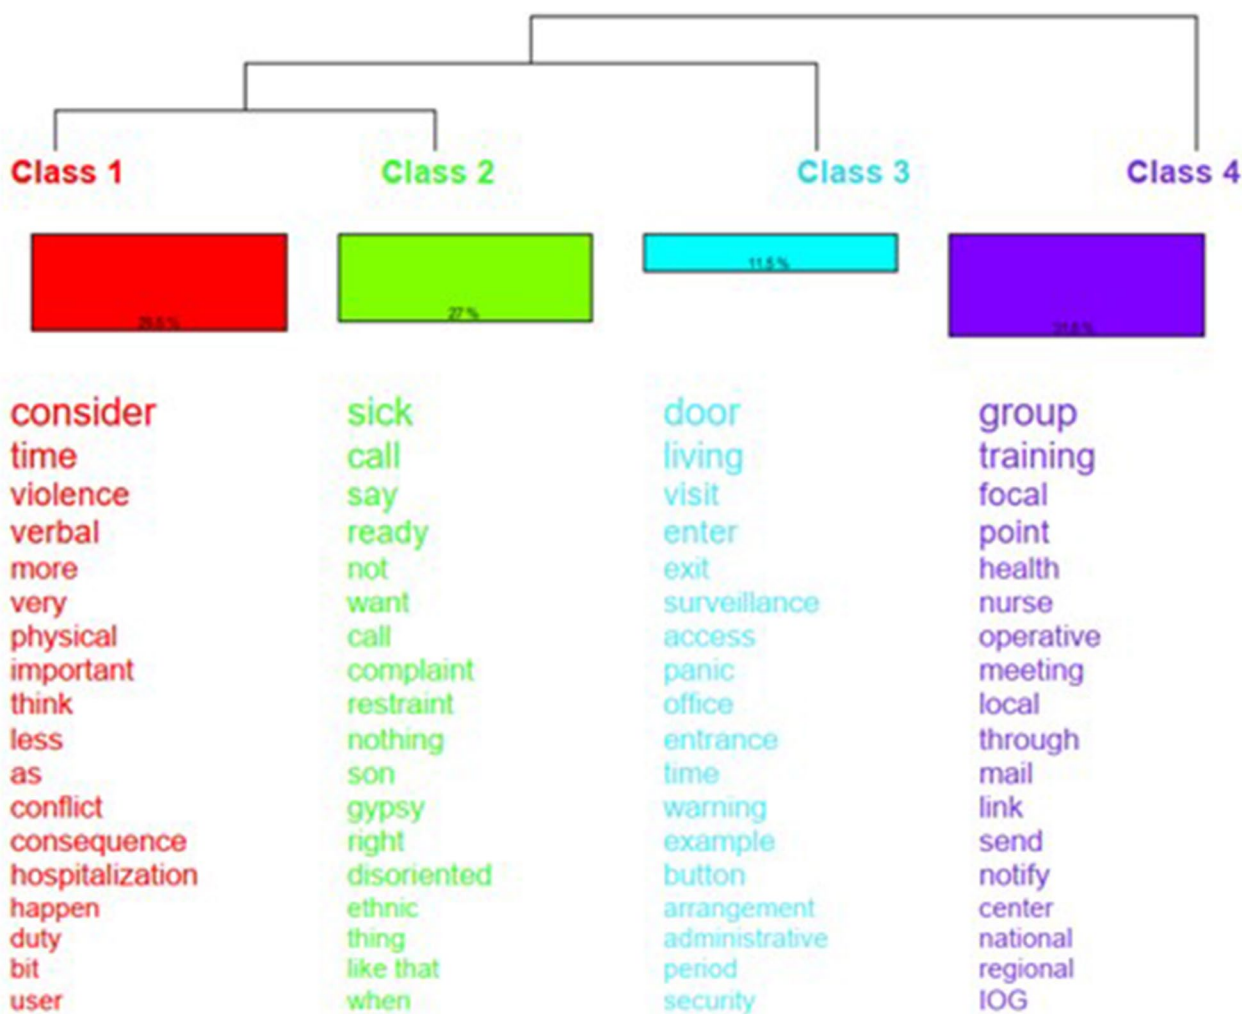 Class 1
Class 2
Class 3
Class 4
27 %
11.5 %
consider
time
violence
verbal
more
very
physical
important
think
less
as
conflict
consequence
hospitalization
happen
duty
bit
user
sick
call
say
ready
not
want
call
complaint
restraint
nothing
son
gypsy
right
disoriented
ethnic
thing
like that
when
door
living
visit
enter
exit
surveillance
access
panic
office
entrance
time
warning
example
button
arrangement
administrative
period
security
group
training
focal
point
health
nurse
operative
meeting
local
through
mail
link
send
notify
center
national
regional
IOG